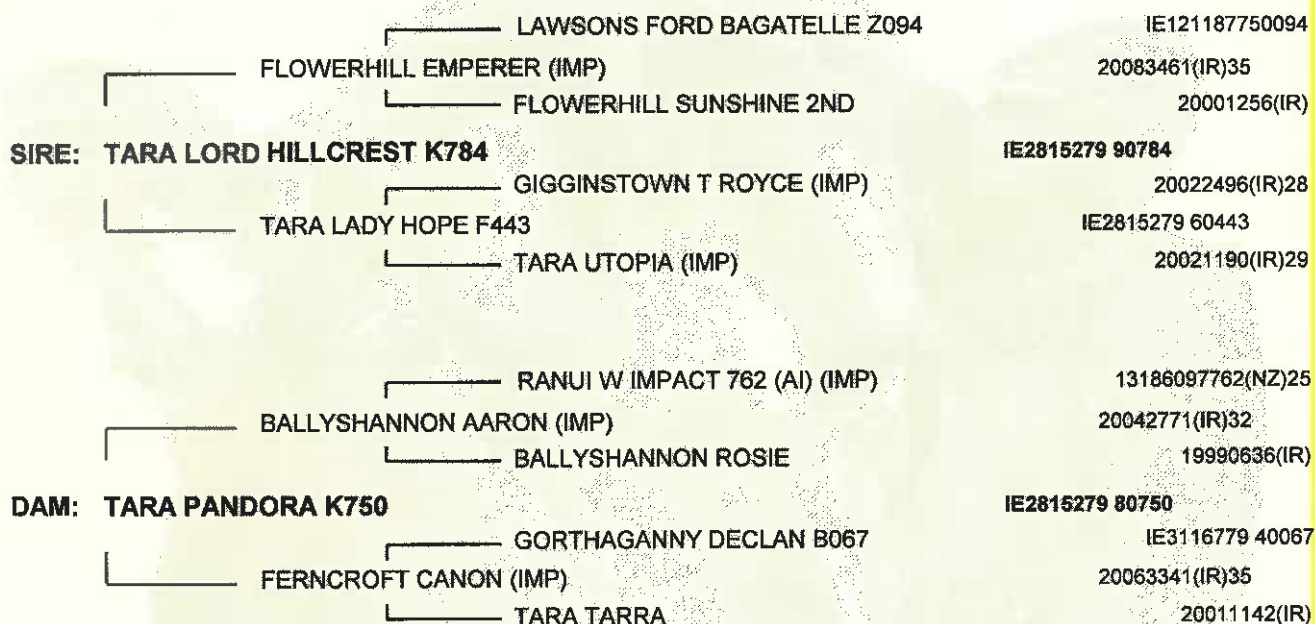 LAWSONS FORD BAGATELLE Z094 IE121187750094
FLOWERHILL EMPERER (IMP) 20083461(IR)35
FLOWERHILL SUNSHINE 2ND 20001256(IR)
SIRE: TARA LORD HILLCREST K784 IE2815279 90784
GIGGINSTOWN T ROYCE (IMP) 20022496(IR)28
TARA LADY HOPE F443 IE2815279 60443
TARA UTOPIA (IMP) 20021190(IR)29
RANUI W IMPACT 762 (AI) (IMP) 13186097762(NZ)25
BALLYSHANNON AARON (IMP) 20042771(IR)32
BALLYSHANNON ROSIE 19990636(IR)
DAM: TARA PANDORA K750 IE2815279 80750
GORTHAGANNY DECLAN B067 IE3116779 40067
FERNCROFT CANON (IMP) 20063341(IR)35
TARA TARRA 20011142(IR)